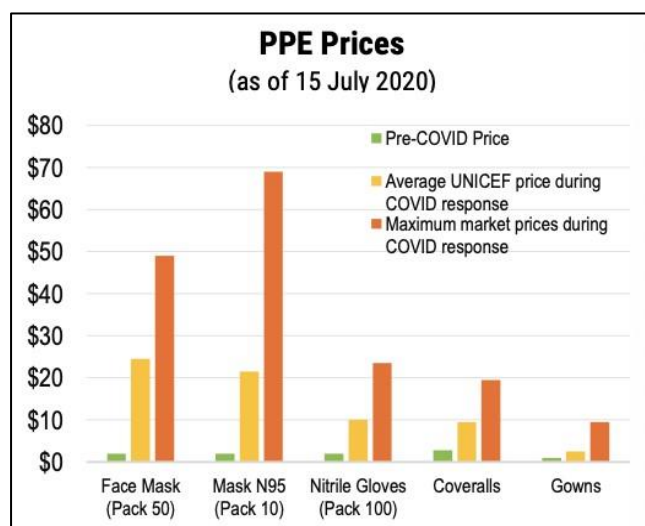 PPE Prices
(as of 15 July 2020)
$80
$70
$60
$50
$40
$30
$20
$10
$0
Pre-COVID Price
Average UNICEF price during
COVID response
Maximum market prices during
COVID response
Face Mask
(Pack 50)
Mask N95
(Pack 10)
Nitrile Gloves
(Pack 100)
Coveralls
Gowns